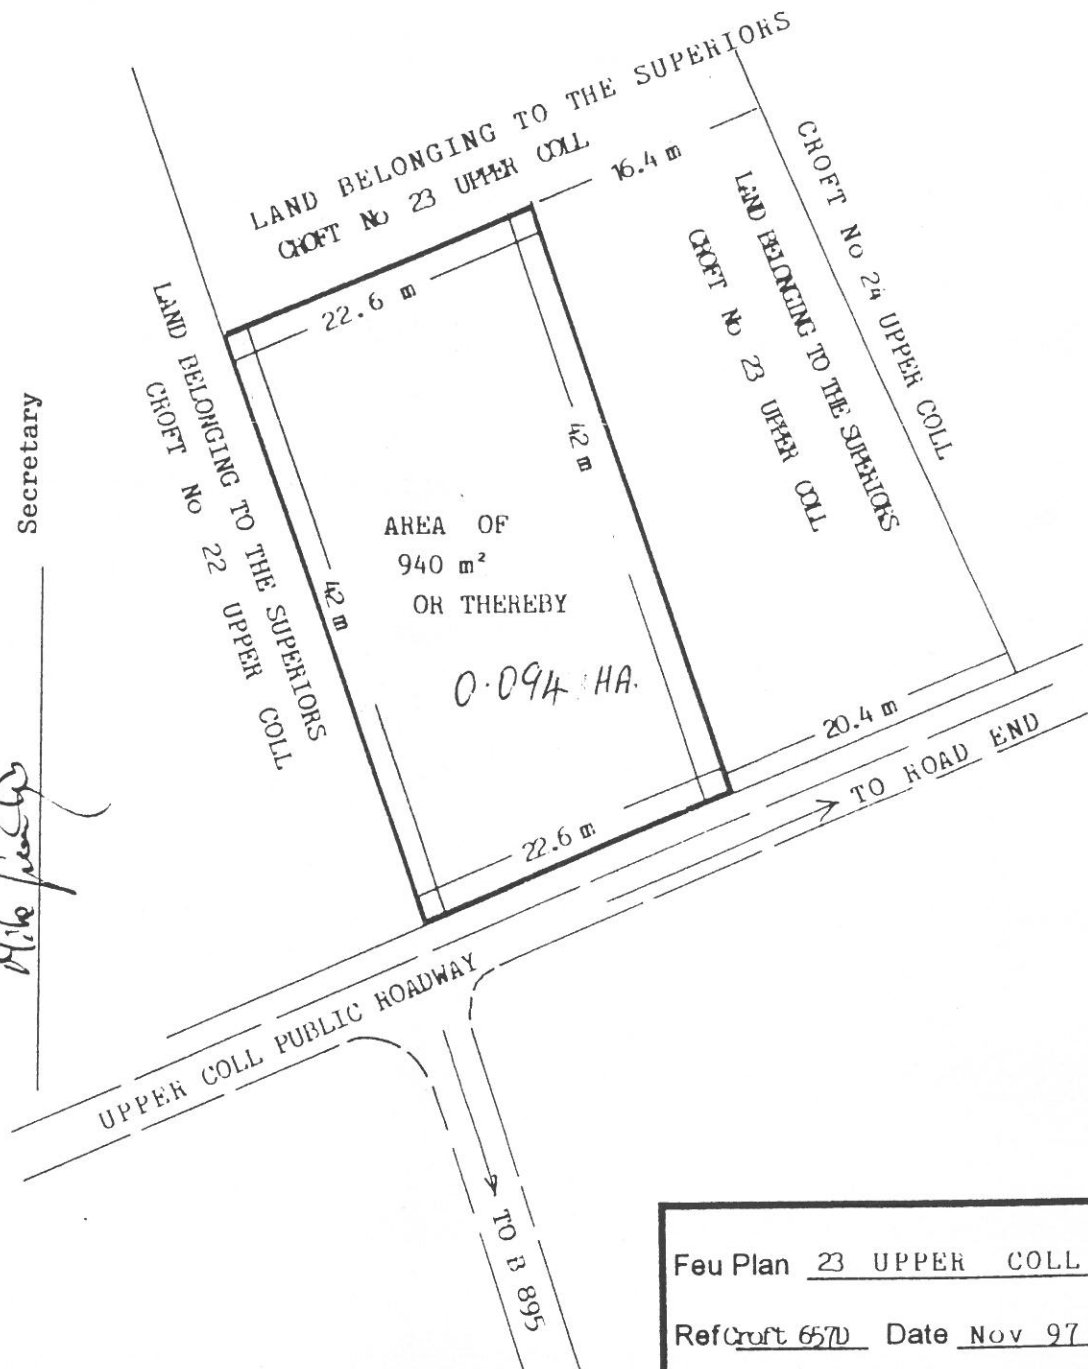 LAND BELONGING TO THE SUPERIORS
CROFT No 23 UPPER COLL
16.4 m
22.6 m
CROFT No 24 UPPER COLL
LAND BELONGING TO THE SUPERIORS
CROFT No 23 UPPER COLL
LAND BELONGING TO THE SUPERIORS
CROFT No 22 UPPER COLL
Secretary
42 m
42 m
AREA OF
940 m²
OR THEREBY
0.094 HA.
20.4 m
22.6 m
TO ROAD END
UPPER COLL PUBLIC ROADWAY
TO B 895
Feu Plan 23 UPPER COLL
Ref Croft 657D Date Nov 97